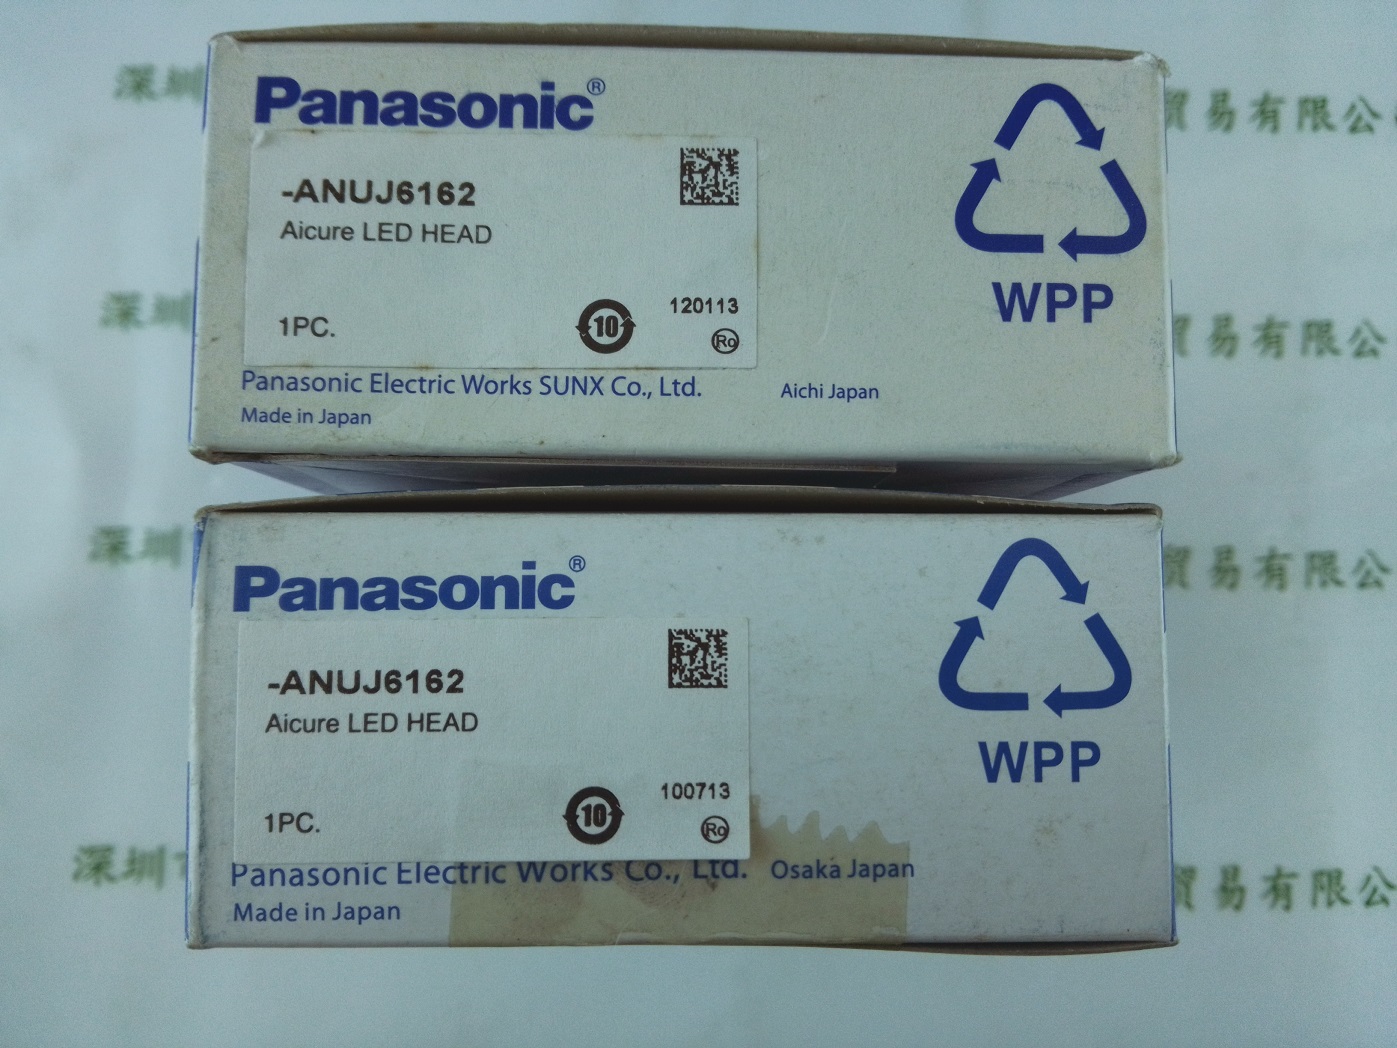 Panasonic®
-ANUJ6162
Aicure LED HEAD
1PC.
10
120113
Ro
Panasonic Electric Works SUNX Co., Ltd. Aichi Japan
Made in Japan
WPP
Panasonic®
-ANUJ6162
Aicure LED HEAD
1PC.
10
100713
Ro
Panasonic Electric Works Co., Ltd. Osaka Japan
Made in Japan
WPP
深圳
贸易有限公
深圳
贸易有限公
深圳
贸易有限公
深圳市
贸易有限公